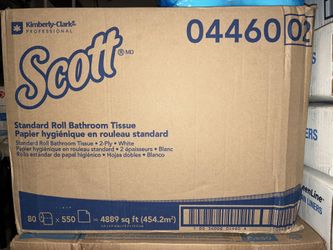 Kimberly-Clark
PROFESSIONAL
04460 02
Scott MD
Standard Roll Bathroom Tissue
Papier hygiénique en rouleau standard
Standard Roll Bathroom Tissue • 2-Ply • White
Papier hygiénique en rouleau standard • 2 épaisseurs • Blanc
Rollo estándar de papel higiénico • Hojas dobles • Blanco
80 x 550 = 4889 sq ft (454.2m²)
LINERS